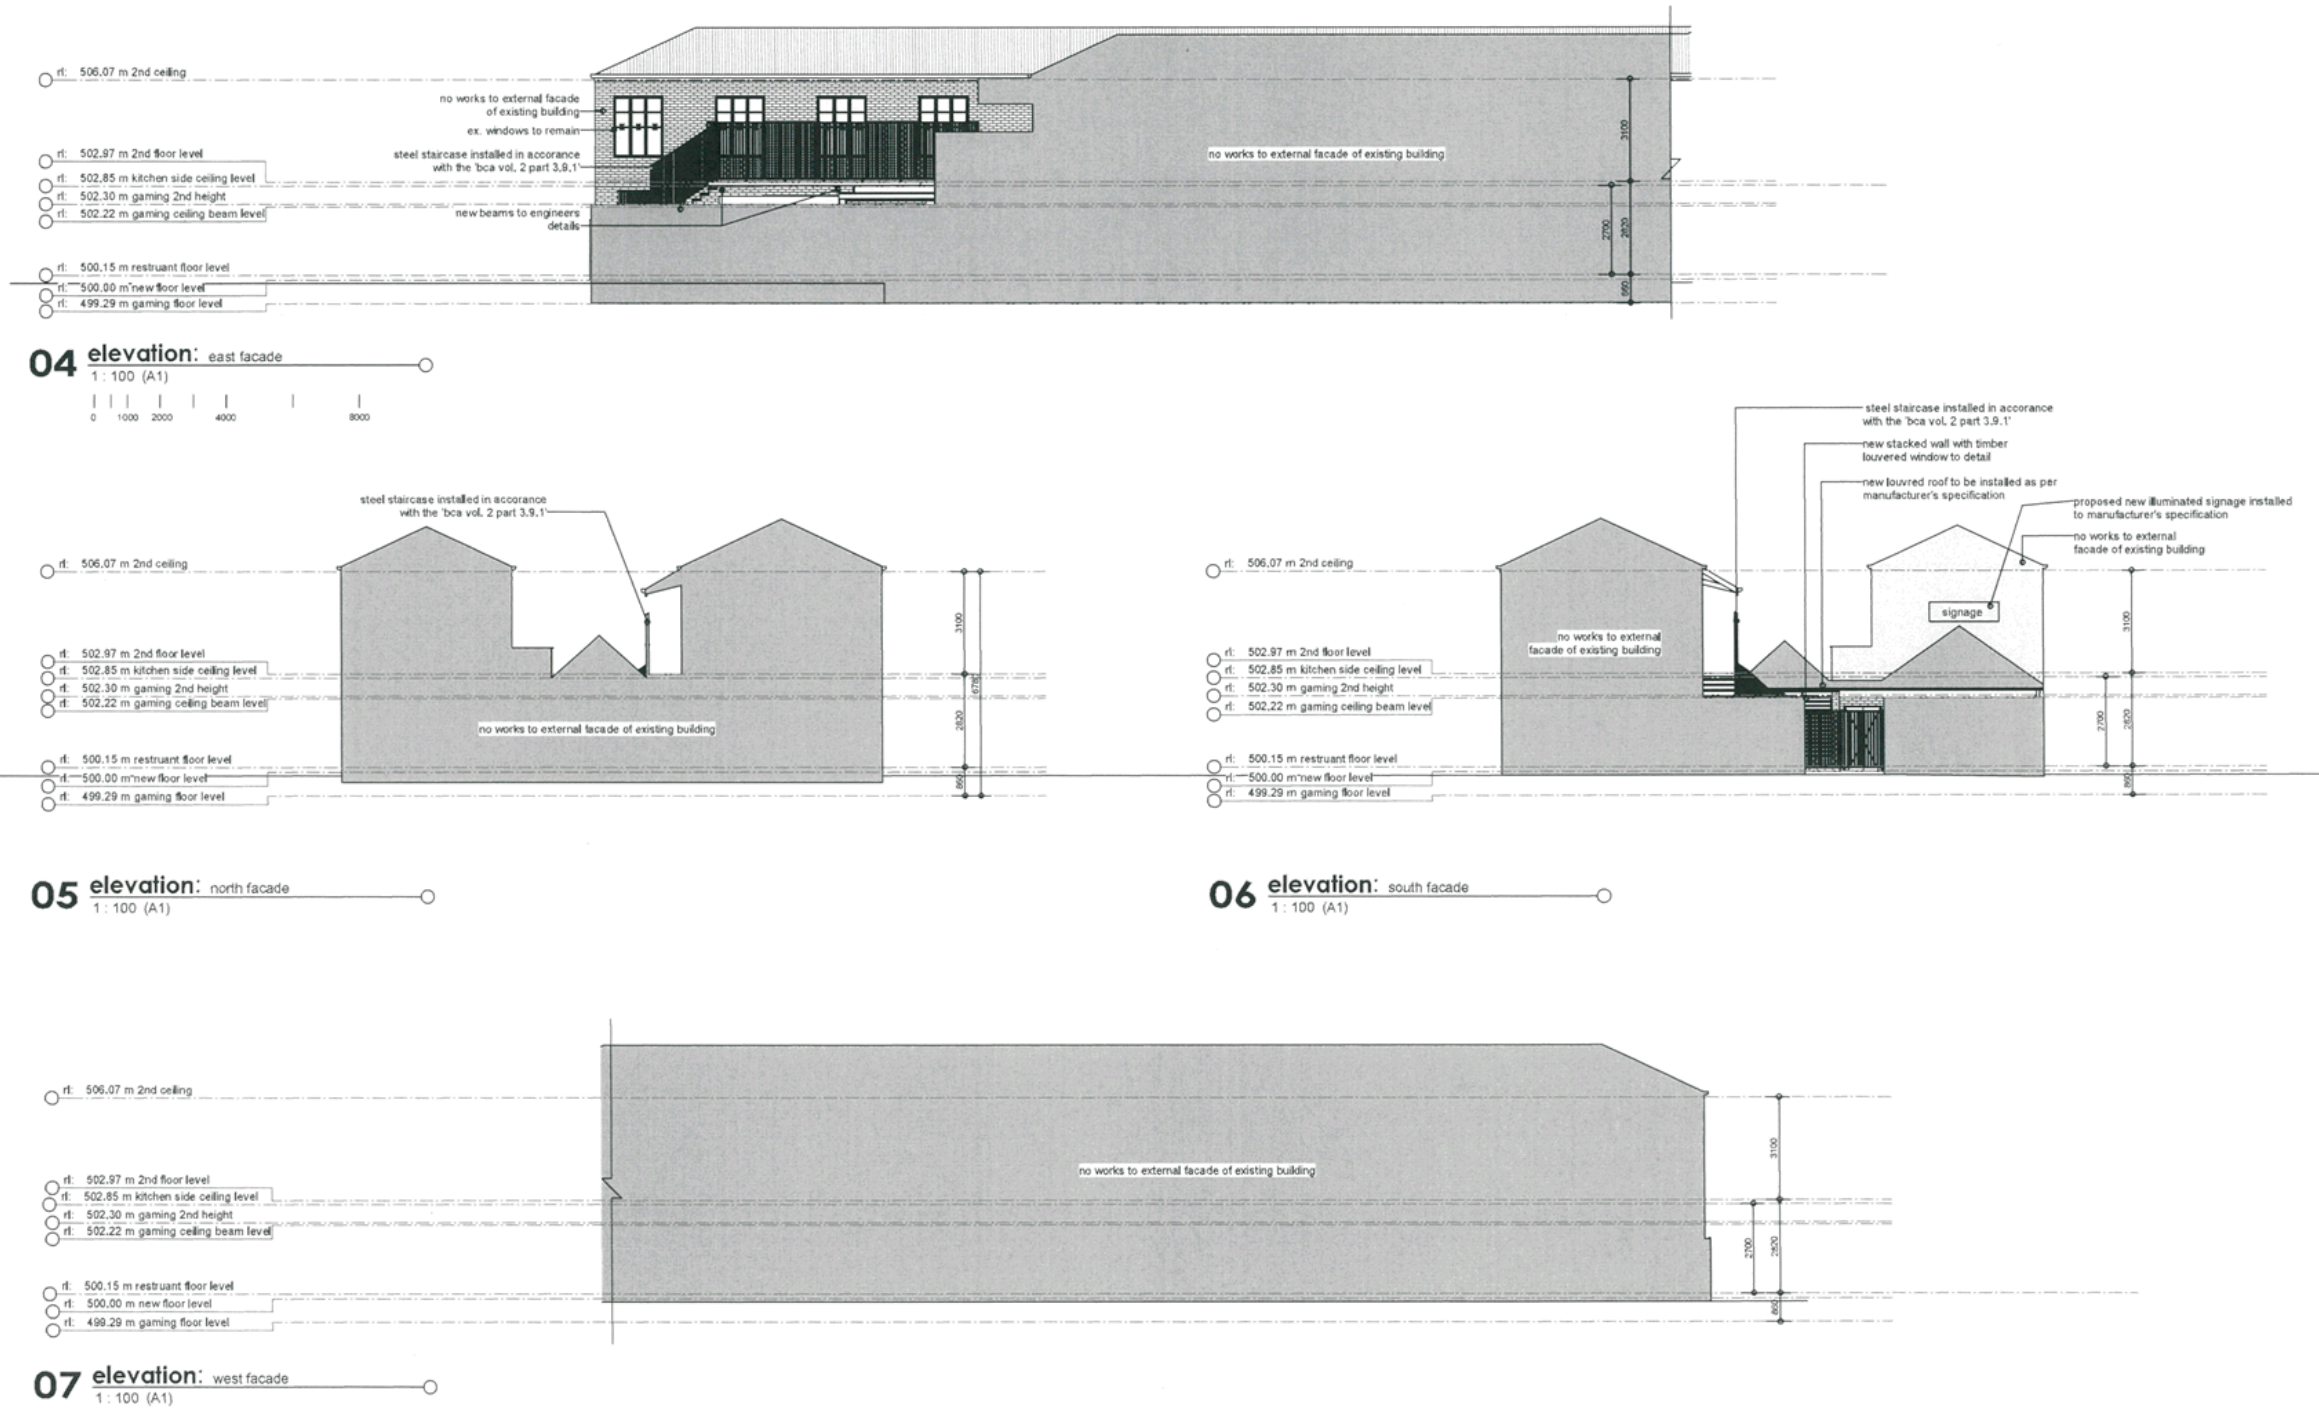 rl: 506.07 m 2nd ceiling
no works to external facade
of existing building
ex. windows to remain
rl: 502.97 m 2nd floor level
steel staircase installed in accorance
with the 'bca vol. 2 part 3.9.1'
rl: 502.85 m kitchen side ceiling level
rl: 502.30 m gaming 2nd height
rl: 502.22 m gaming ceiling beam level
new beams to engineers
details
rl: 500.15 m restruant floor level
rl: 500.00 m new floor level
rl: 499.29 m gaming floor level
no works to external facade of existing building
3100
2700
2820
860
04 elevation: east facade
1 : 100 (A1)
0 1000 2000 4000 8000
steel staircase installed in accorance
with the 'bca vol. 2 part 3.9.1'
rl: 506.07 m 2nd ceiling
rl: 502.97 m 2nd floor level
rl: 502.85 m kitchen side ceiling level
rl: 502.30 m gaming 2nd height
rl: 502.22 m gaming ceiling beam level
no works to external facade of existing building
rl: 500.15 m restruant floor level
rl: 500.00 m new floor level
rl: 499.29 m gaming floor level
3100
6780
2820
860
05 elevation: north facade
1 : 100 (A1)
steel staircase installed in accorance
with the 'bca vol. 2 part 3.9.1'
new stacked wall with timber
louvered window to detail
new louvred roof to be installed as per
manufacturer's specification
proposed new illuminated signage installed
to manufacturer's specification
no works to external
facade of existing building
rl: 506.07 m 2nd ceiling
signage
no works to external
facade of existing building
rl: 502.97 m 2nd floor level
rl: 502.85 m kitchen side ceiling level
rl: 502.30 m gaming 2nd height
rl: 502.22 m gaming ceiling beam level
rl: 500.15 m restruant floor level
rl: 500.00 m new floor level
rl: 499.29 m gaming floor level
3100
2700
2820
860
06 elevation: south facade
1 : 100 (A1)
rl: 506.07 m 2nd ceiling
no works to external facade of existing building
rl: 502.97 m 2nd floor level
rl: 502.85 m kitchen side ceiling level
rl: 502.30 m gaming 2nd height
rl: 502.22 m gaming ceiling beam level
rl: 500.15 m restruant floor level
rl: 500.00 m new floor level
rl: 499.29 m gaming floor level
3100
2700
2820
860
07 elevation: west facade
1 : 100 (A1)